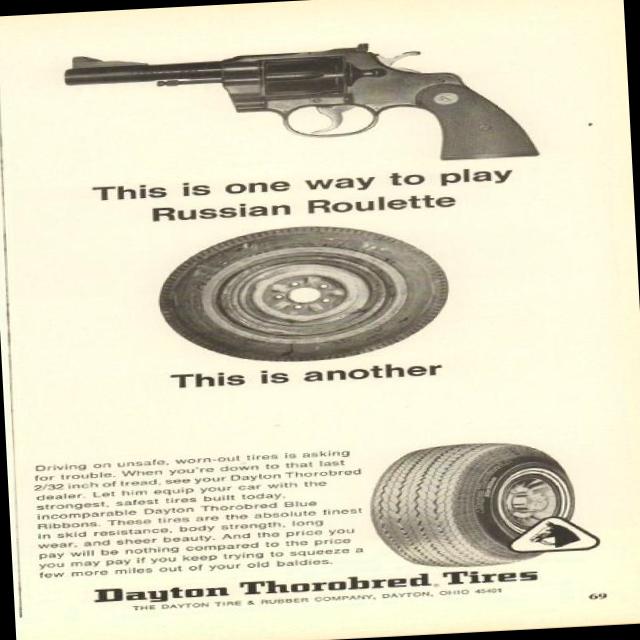 This is one way to play
Russian Roulette
This is another
Driving on unsafe, worn-out tires is asking
for trouble. When you're down to that last
2/32 inch of tread, see your Dayton Thorobred
dealer. Let him equip your car with the
strongest, safest tires built today,
incomparable Dayton Thorobred Blue
Ribbons. These tires are the absolute finest
in skid resistance, body strength, long
wear, and sheer beauty. And the price you
pay will be nothing compared to the price
you may pay if you keep trying to squeeze a
few more miles out of your old baldies.
Dayton Thorobred Tires
THE DAYTON TIRE & RUBBER COMPANY, DAYTON, OHIO 45401
69